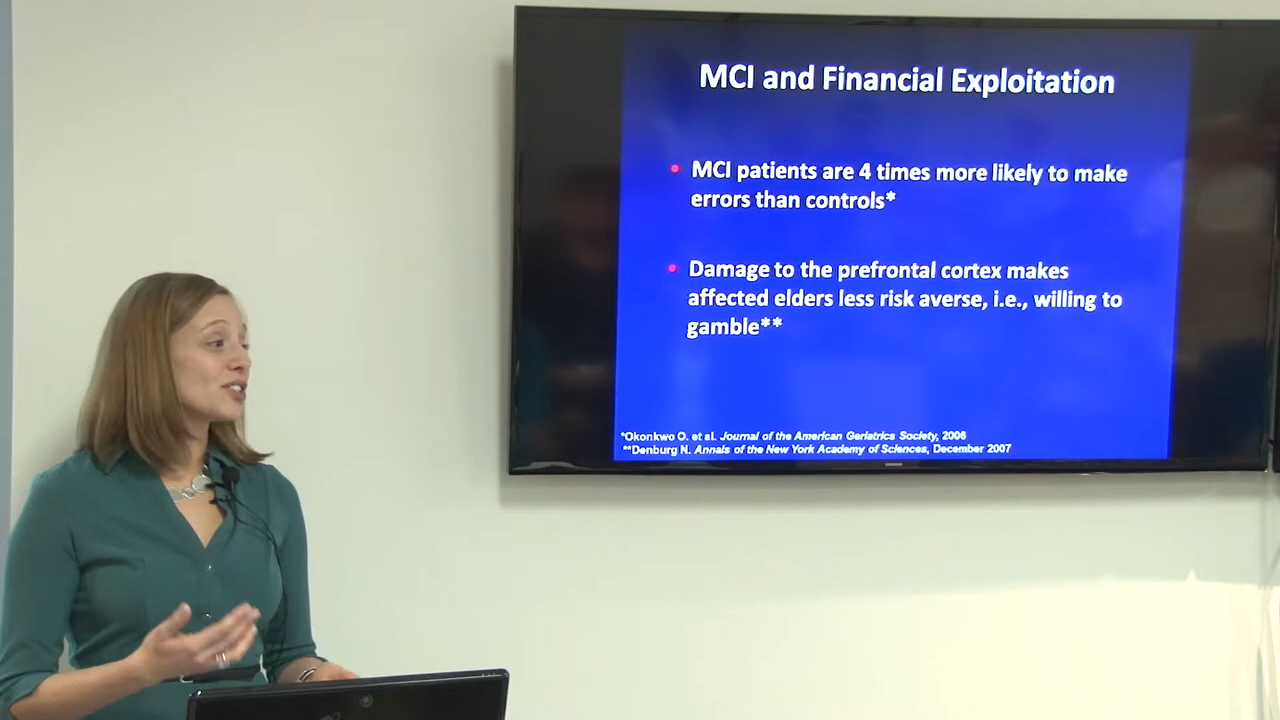 MCI and Financial Exploitation
• MCI patients are 4 times more likely to make
errors than controls*
• Damage to the prefrontal cortex makes
affected elders less risk averse, i.e., willing to
gamble**
*Okonkwo O. et al. Journal of the American Geriatrics Society, 2006
**Denburg N. Annals of the New York Academy of Sciences, December 2007